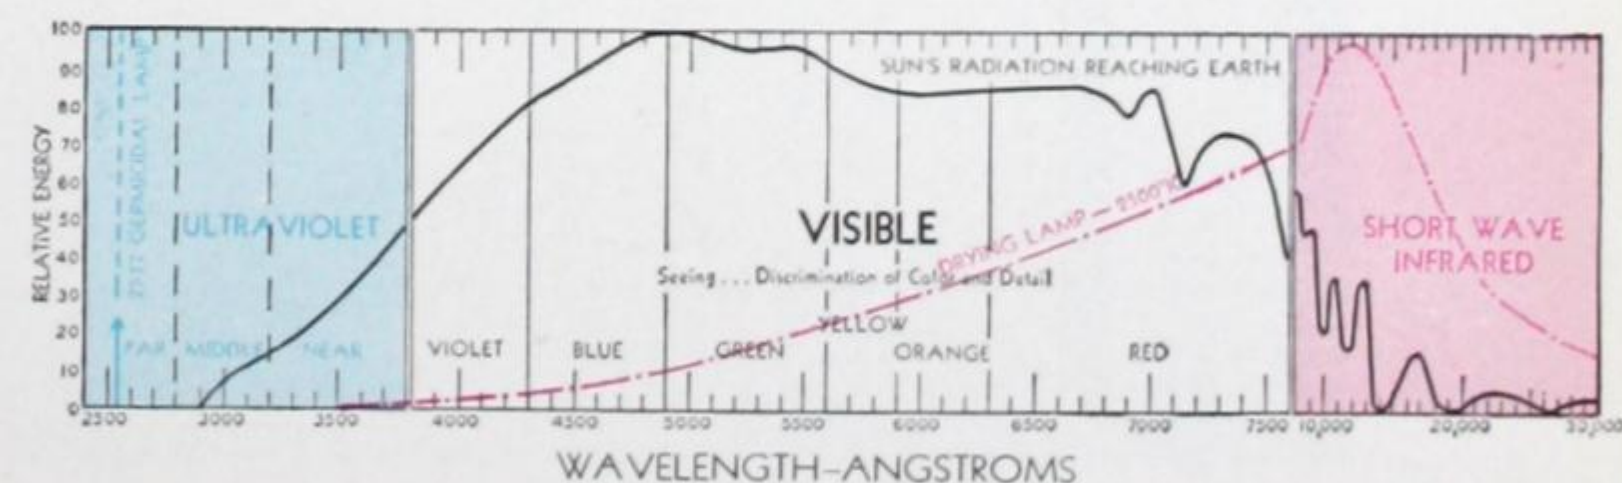 RELATIVE ENERGY
100
90
80
70
60
50
40
30
20
10
0
2537 GERMICIDAL LAMP
ULTRAVIOLET
FAR MIDDLE NEAR
SUN'S RADIATION REACHING EARTH
VISIBLE
Seeing... Discrimination of Color and Detail
DRYING LAMP - 2500°K
VIOLET BLUE GREEN YELLOW ORANGE RED
SHORT WAVE
INFRARED
2500 3000 3500 4000 4500 5000 5500 6000 6500 7000 7500 10,000 20,000 30,000
WAVELENGTH-ANGSTROMS